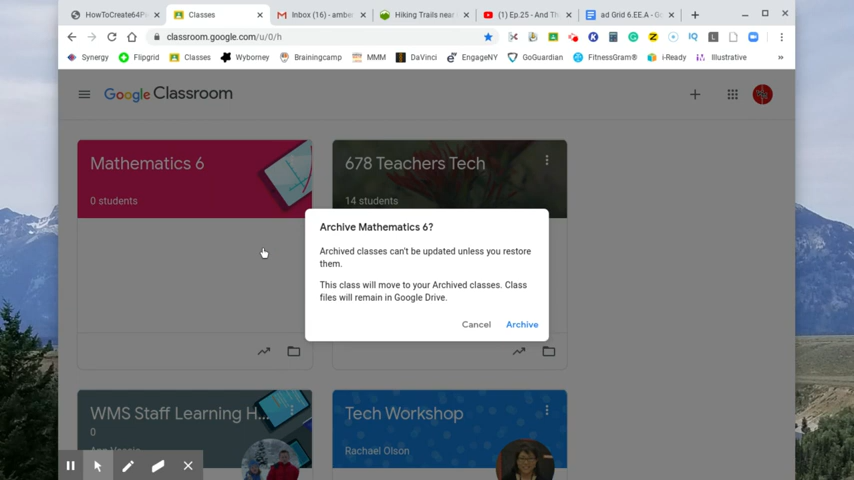 HowToCreate64P
Classes
Inbox (16) - amber
Hiking Trails near
(1) Ep.25 - And Th
ad Grid 6.EE.A - Go
classroom.google.com/u/0/h
Synergy
Flipgrid
Classes
Wyborney
Brainingcamp
MMM
DaVinci
EngageNY
GoGuardian
FitnessGram®
i-Ready
Illustrative
»
Google Classroom
Mathematics 6
0 students
678 Teachers Tech
14 students
Archive Mathematics 6?
Archived classes can't be updated unless you restore
them.
This class will move to your Archived classes. Class
files will remain in Google Drive.
Cancel
Archive
WMS Staff Learning H...
0
Tech Workshop
Rachael Olson